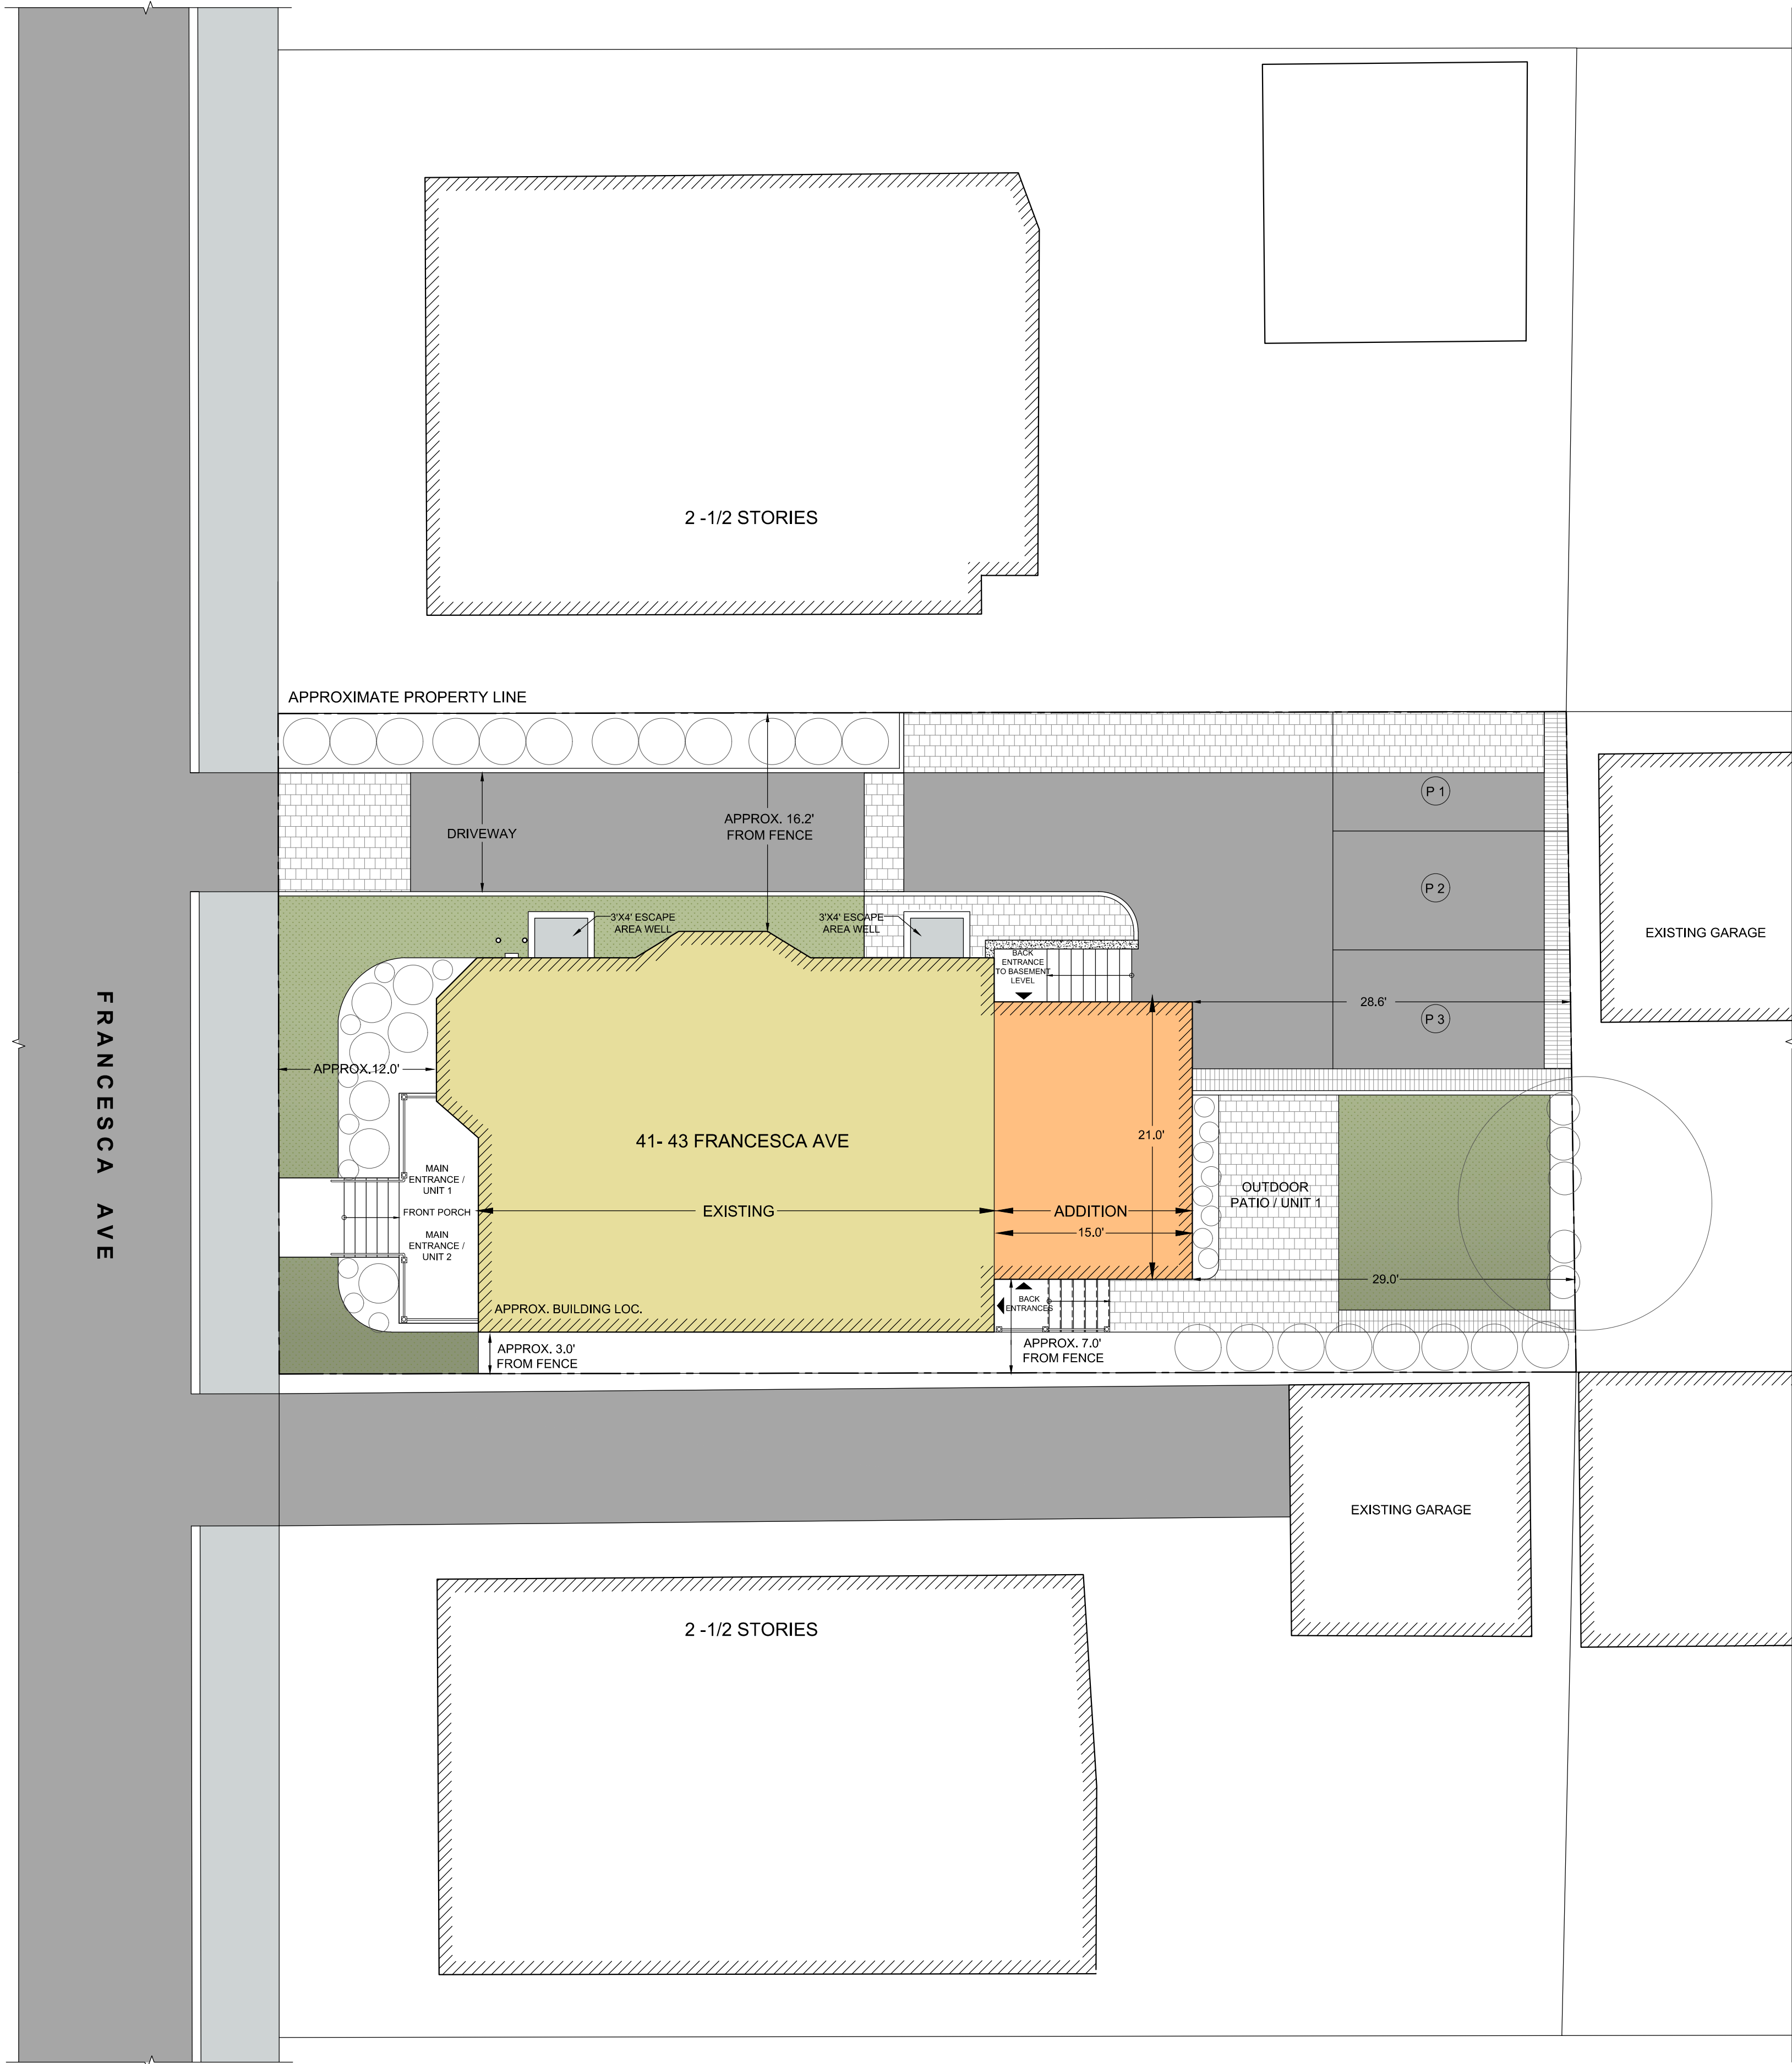 2 -1/2 STORIES
APPROXIMATE PROPERTY LINE
P 1
DRIVEWAY
APPROX. 16.2'
FROM FENCE
P 2
3'X4' ESCAPE
AREA WELL
3'X4' ESCAPE
AREA WELL
EXISTING GARAGE
BACK
ENTRANCE
TO BASEMENT
LEVEL
28.6'
P 3
FRANCESCA AVE
APPROX.12.0'
41- 43 FRANCESCA AVE
21.0'
MAIN
ENTRANCE /
UNIT 1
FRONT PORCH
MAIN
ENTRANCE /
UNIT 2
EXISTING
ADDITION
15.0'
OUTDOOR
PATIO / UNIT 1
29.0'
APPROX. BUILDING LOC.
BACK
ENTRANCES
APPROX. 3.0'
FROM FENCE
APPROX. 7.0'
FROM FENCE
EXISTING GARAGE
2 -1/2 STORIES